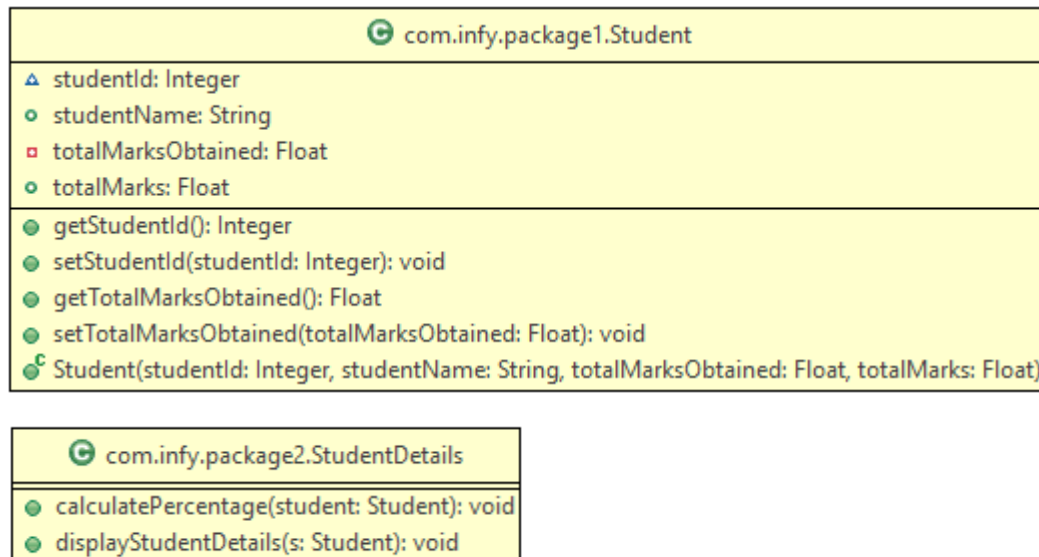 com.infy.package1.Student
studentId: Integer
studentName: String
totalMarksObtained: Float
totalMarks: Float
getStudentId(): Integer
setStudentId(studentId: Integer): void
getTotalMarksObtained(): Float
setTotalMarksObtained(totalMarksObtained: Float): void
Student(studentId: Integer, studentName: String, totalMarksObtained: Float, totalMarks: Float)
com.infy.package2.StudentDetails
calculatePercentage(student: Student): void
displayStudentDetails(s: Student): void